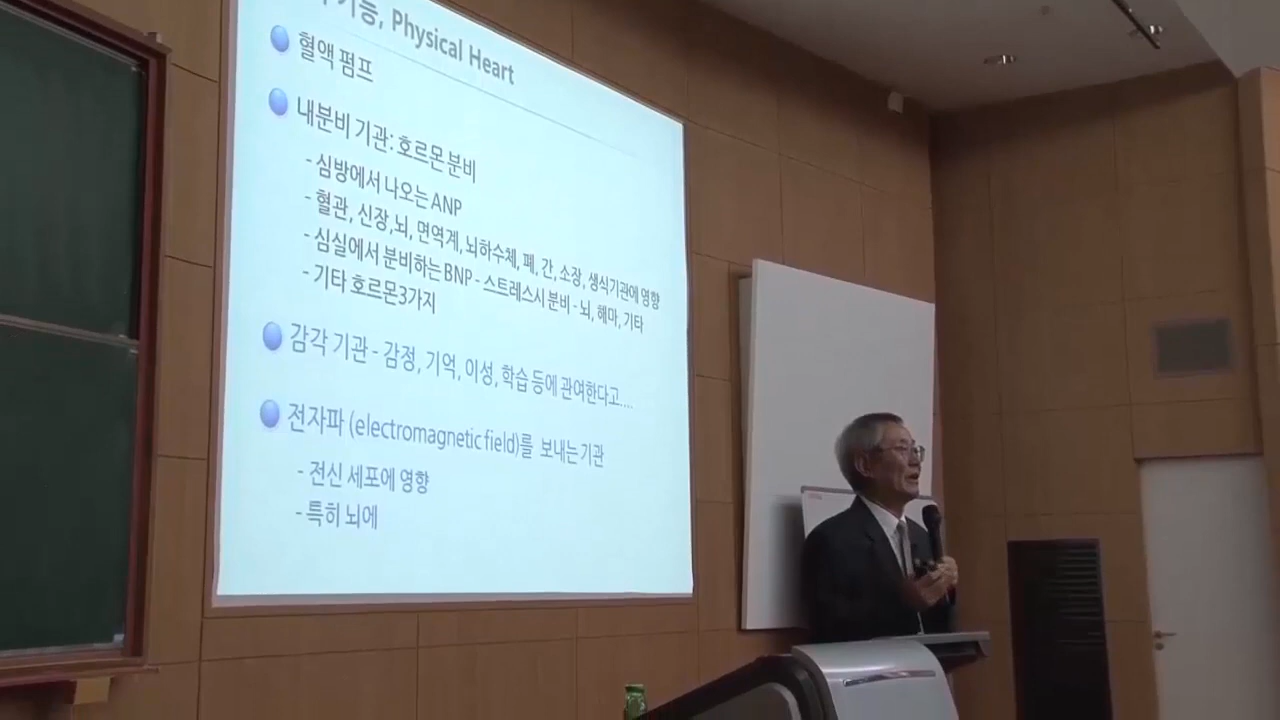 기능, Physical Heart
혈액 펌프
내분비 기관: 호르몬 분비
- 심방에서 나오는 ANP
- 혈관, 신장,뇌, 면역계, 뇌하수체, 폐, 간, 소장, 생식기관에 영향
- 심실에서 분비하는 BNP - 스트레스시 분비 - 뇌, 해마, 기타
- 기타 호르몬3가지
감각 기관 - 감정, 기억, 이성, 학습 등에 관여한다고....
전자파 (electromagnetic field)를 보내는 기관
- 전신 세포에 영향
- 특히 뇌에